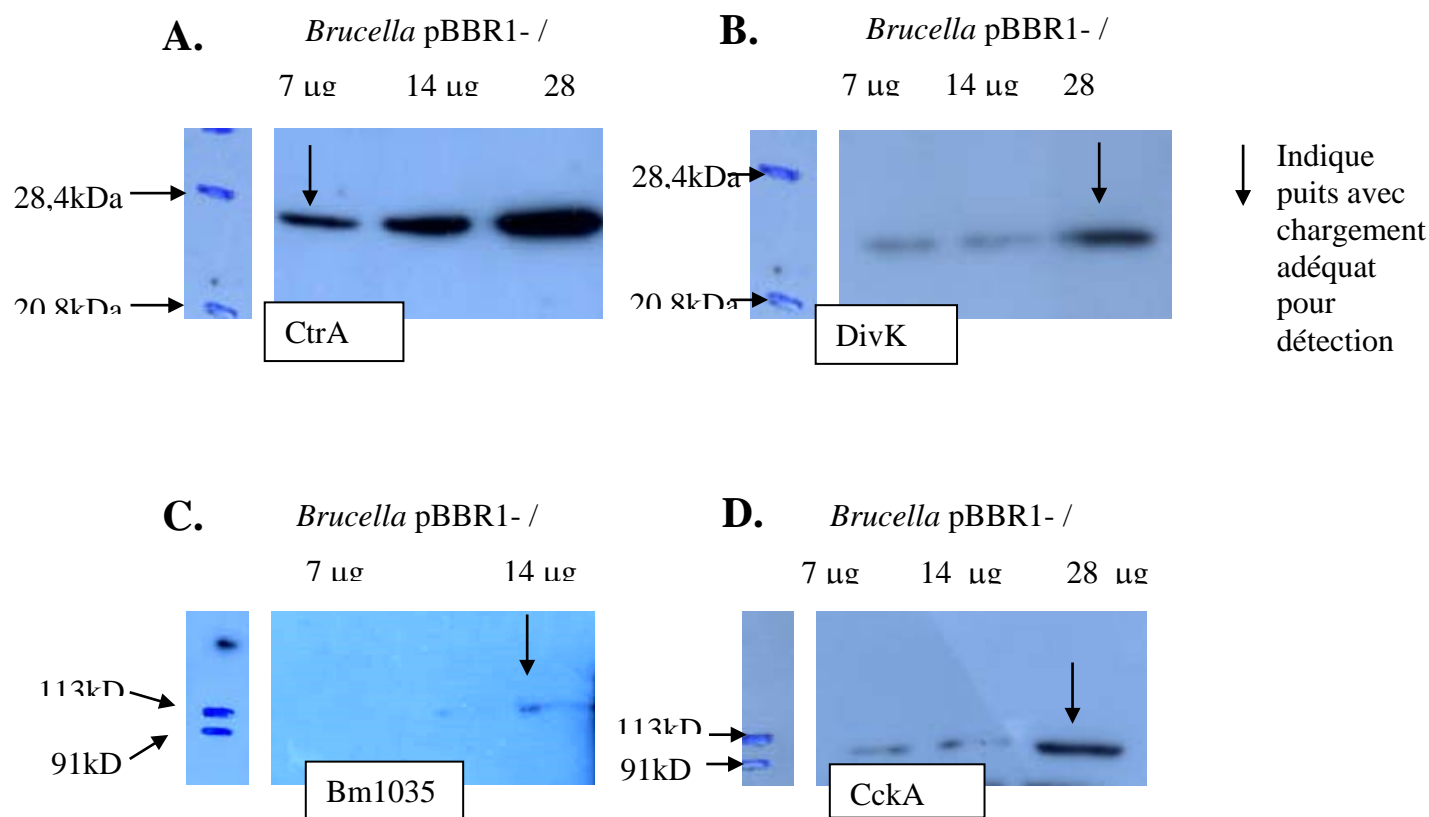 A.
Brucella pBBR1- /
7 µg
14 µg
28
28,4kDa
20,8kDa
CtrA
B.
Brucella pBBR1- /
7 µg
14 µg
28
28,4kDa
20,8kDa
DivK
Indique
puits avec
chargement
adéquat
pour
détection
C.
Brucella pBBR1- /
7 µg
14 µg
113kD
91kD
Bm1035
D.
Brucella pBBR1- /
7 µg
14 µg
28 µg
113kD
91kD
CckA